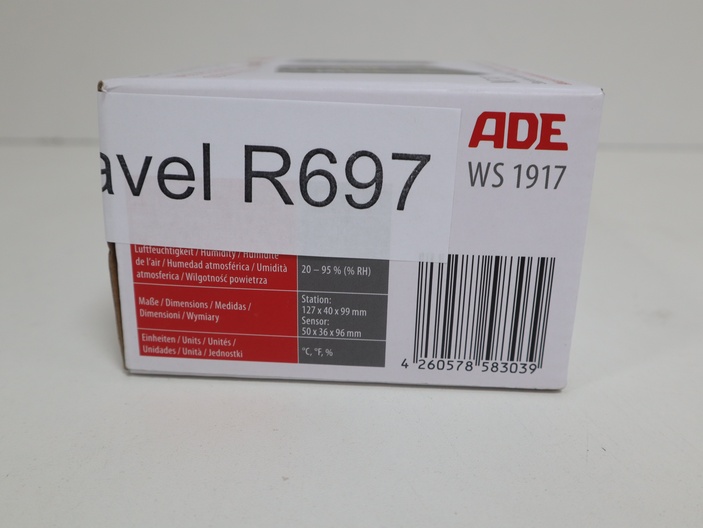 avel R697
ADE
WS 1917
Luftfeuchtigkeit / Humidity / Humidité
de l'air / Humedad atmosférica / Umidità
atmosferica / Wilgotność powietrza
20 – 95 % (% RH)
Maße / Dimensions / Medidas /
Dimensioni / Wymiary
Station:
127 x 40 x 99 mm
Sensor:
50 x 36 x 96 mm
Einheiten / Units / Unités /
Unidades / Unità / Jednostki
°C, °F, %
4 260578 583039